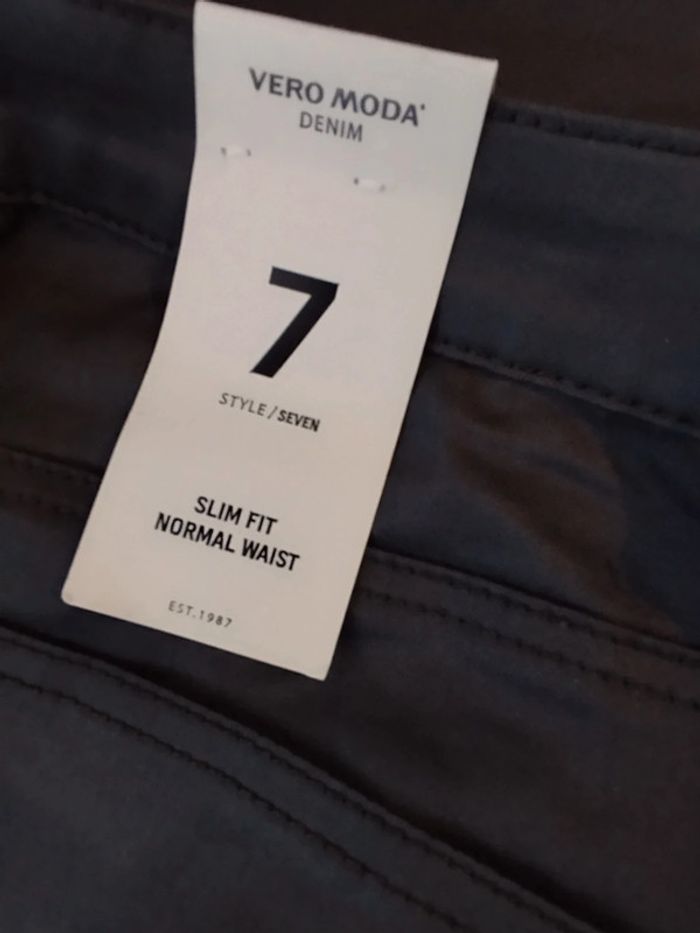 VERO MODA
DENIM
7
STYLE/SEVEN
SLIM FIT
NORMAL WAIST
EST.1987